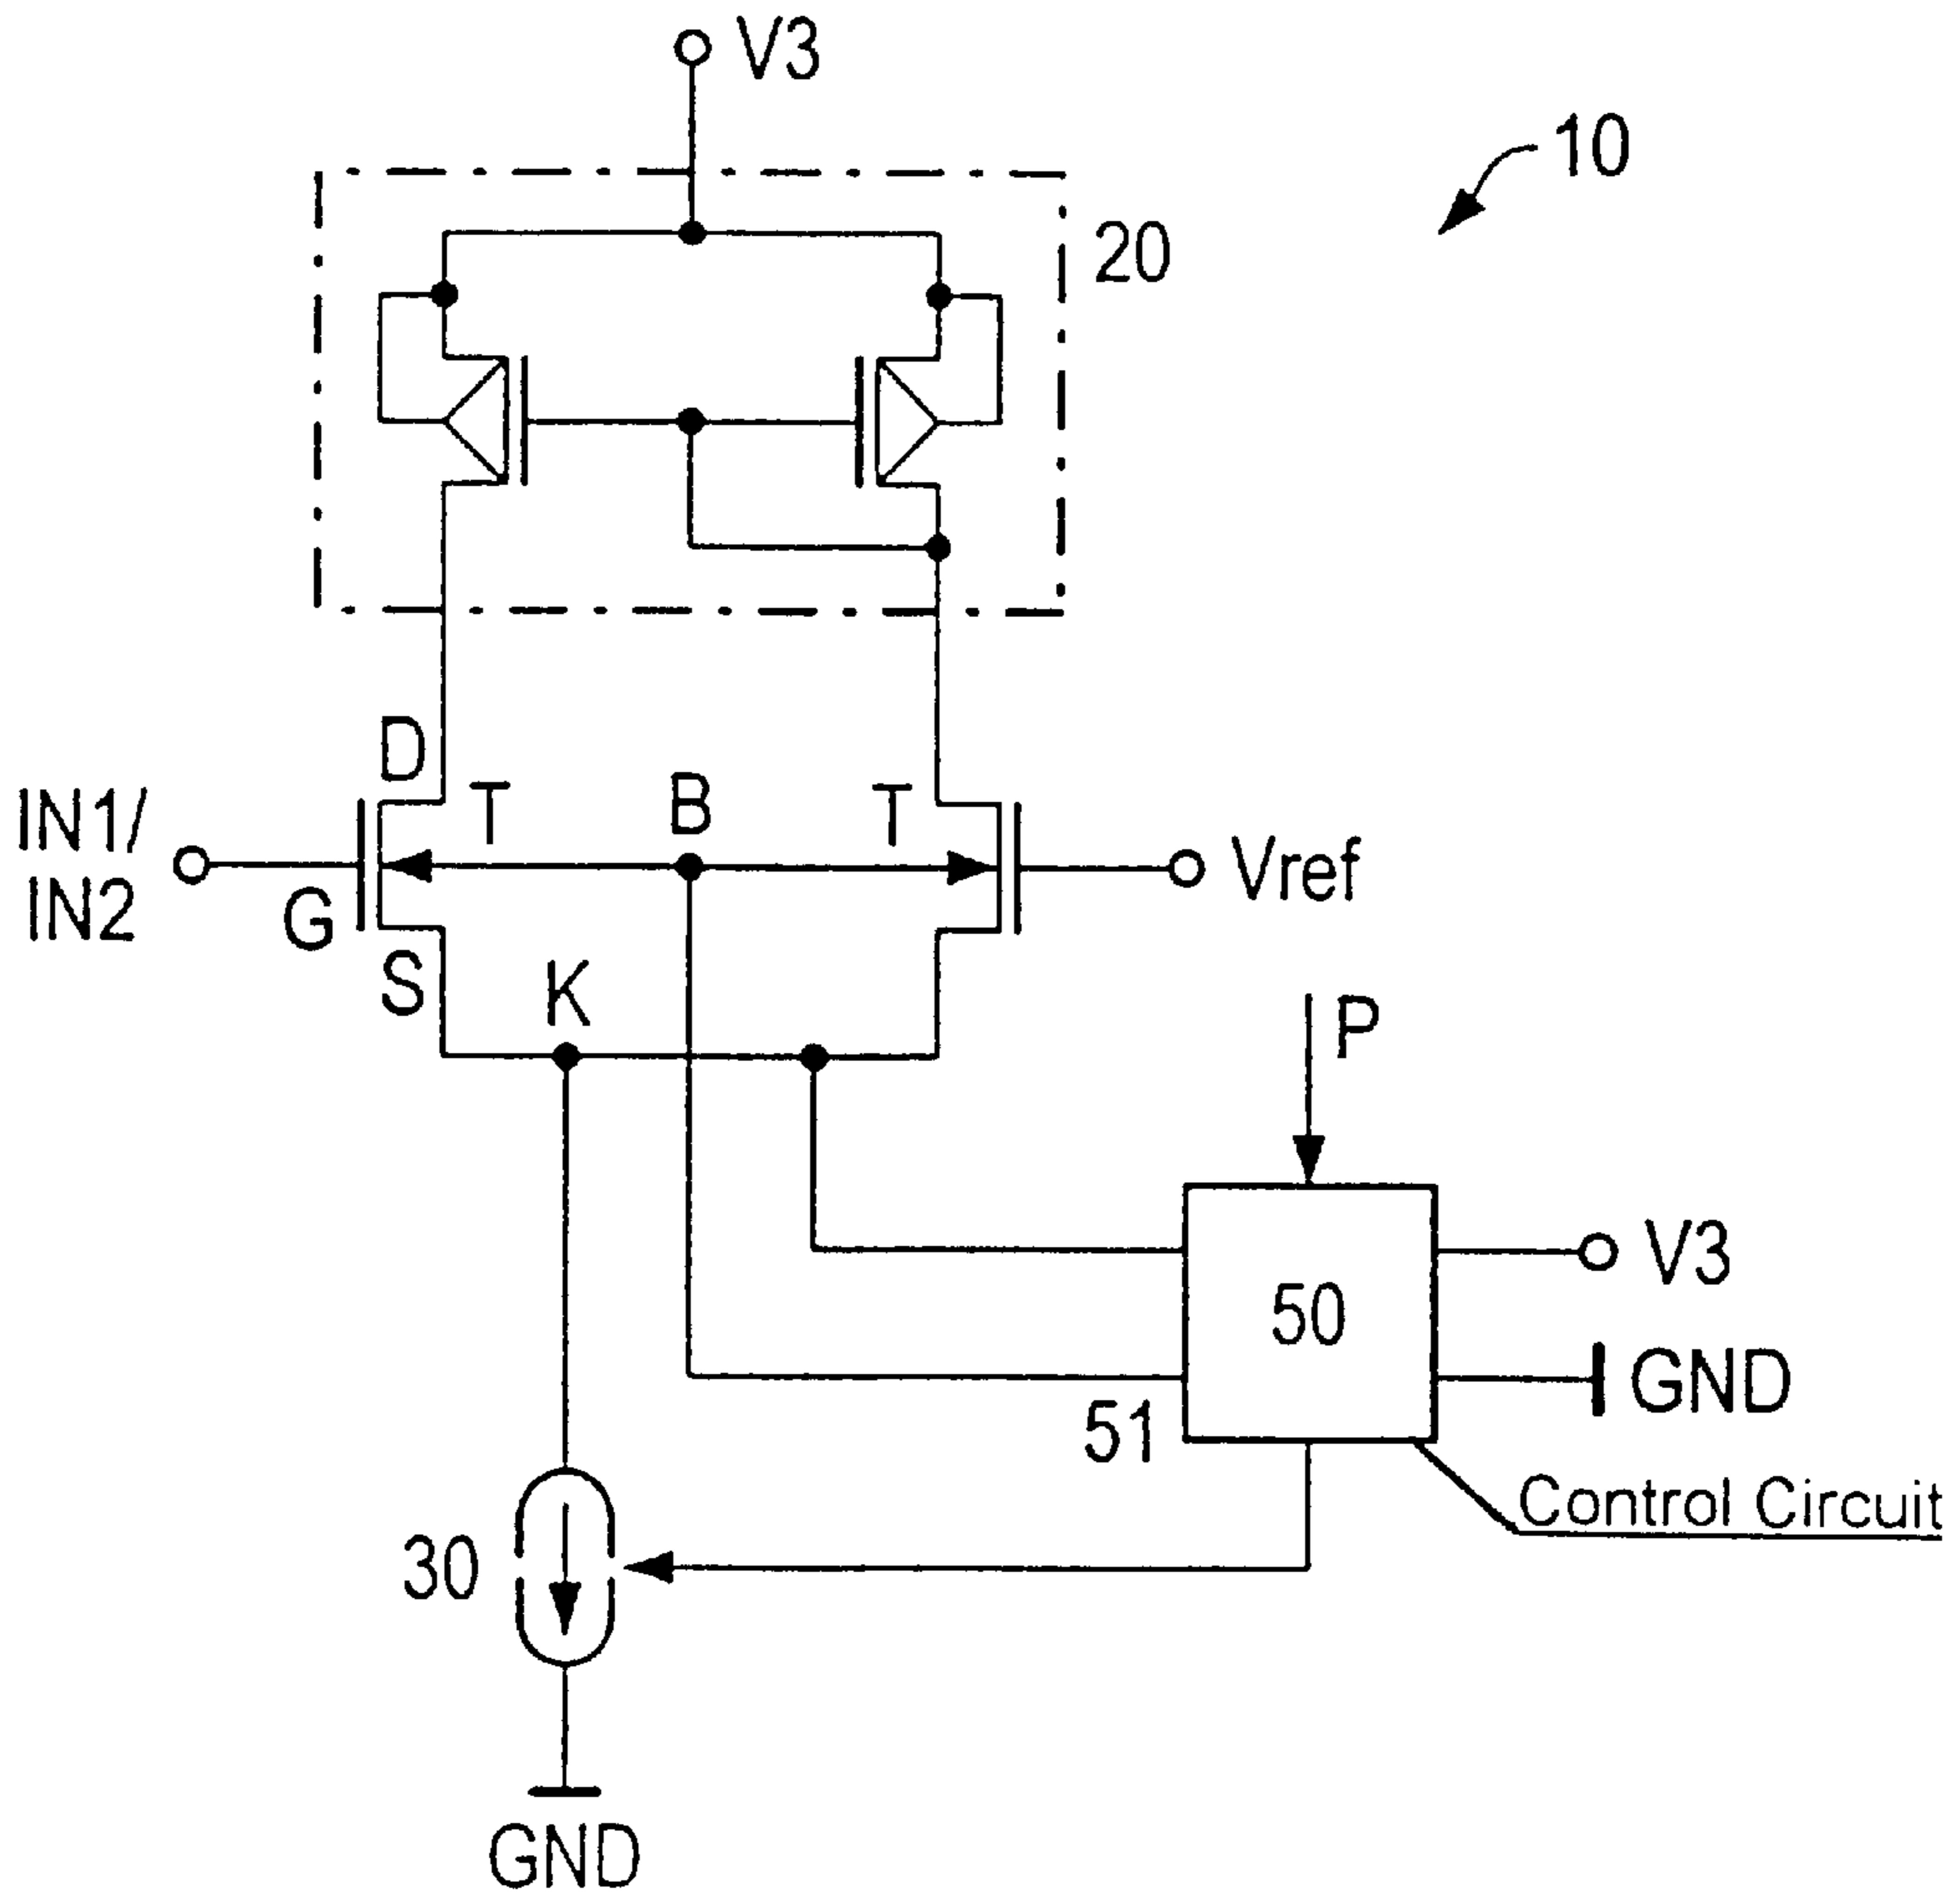 V3
10
20
D
T
B
T
IN1/
IN2
G
Vref
S
K
P
V3
50
GND
51
Control Circuit
30
GND